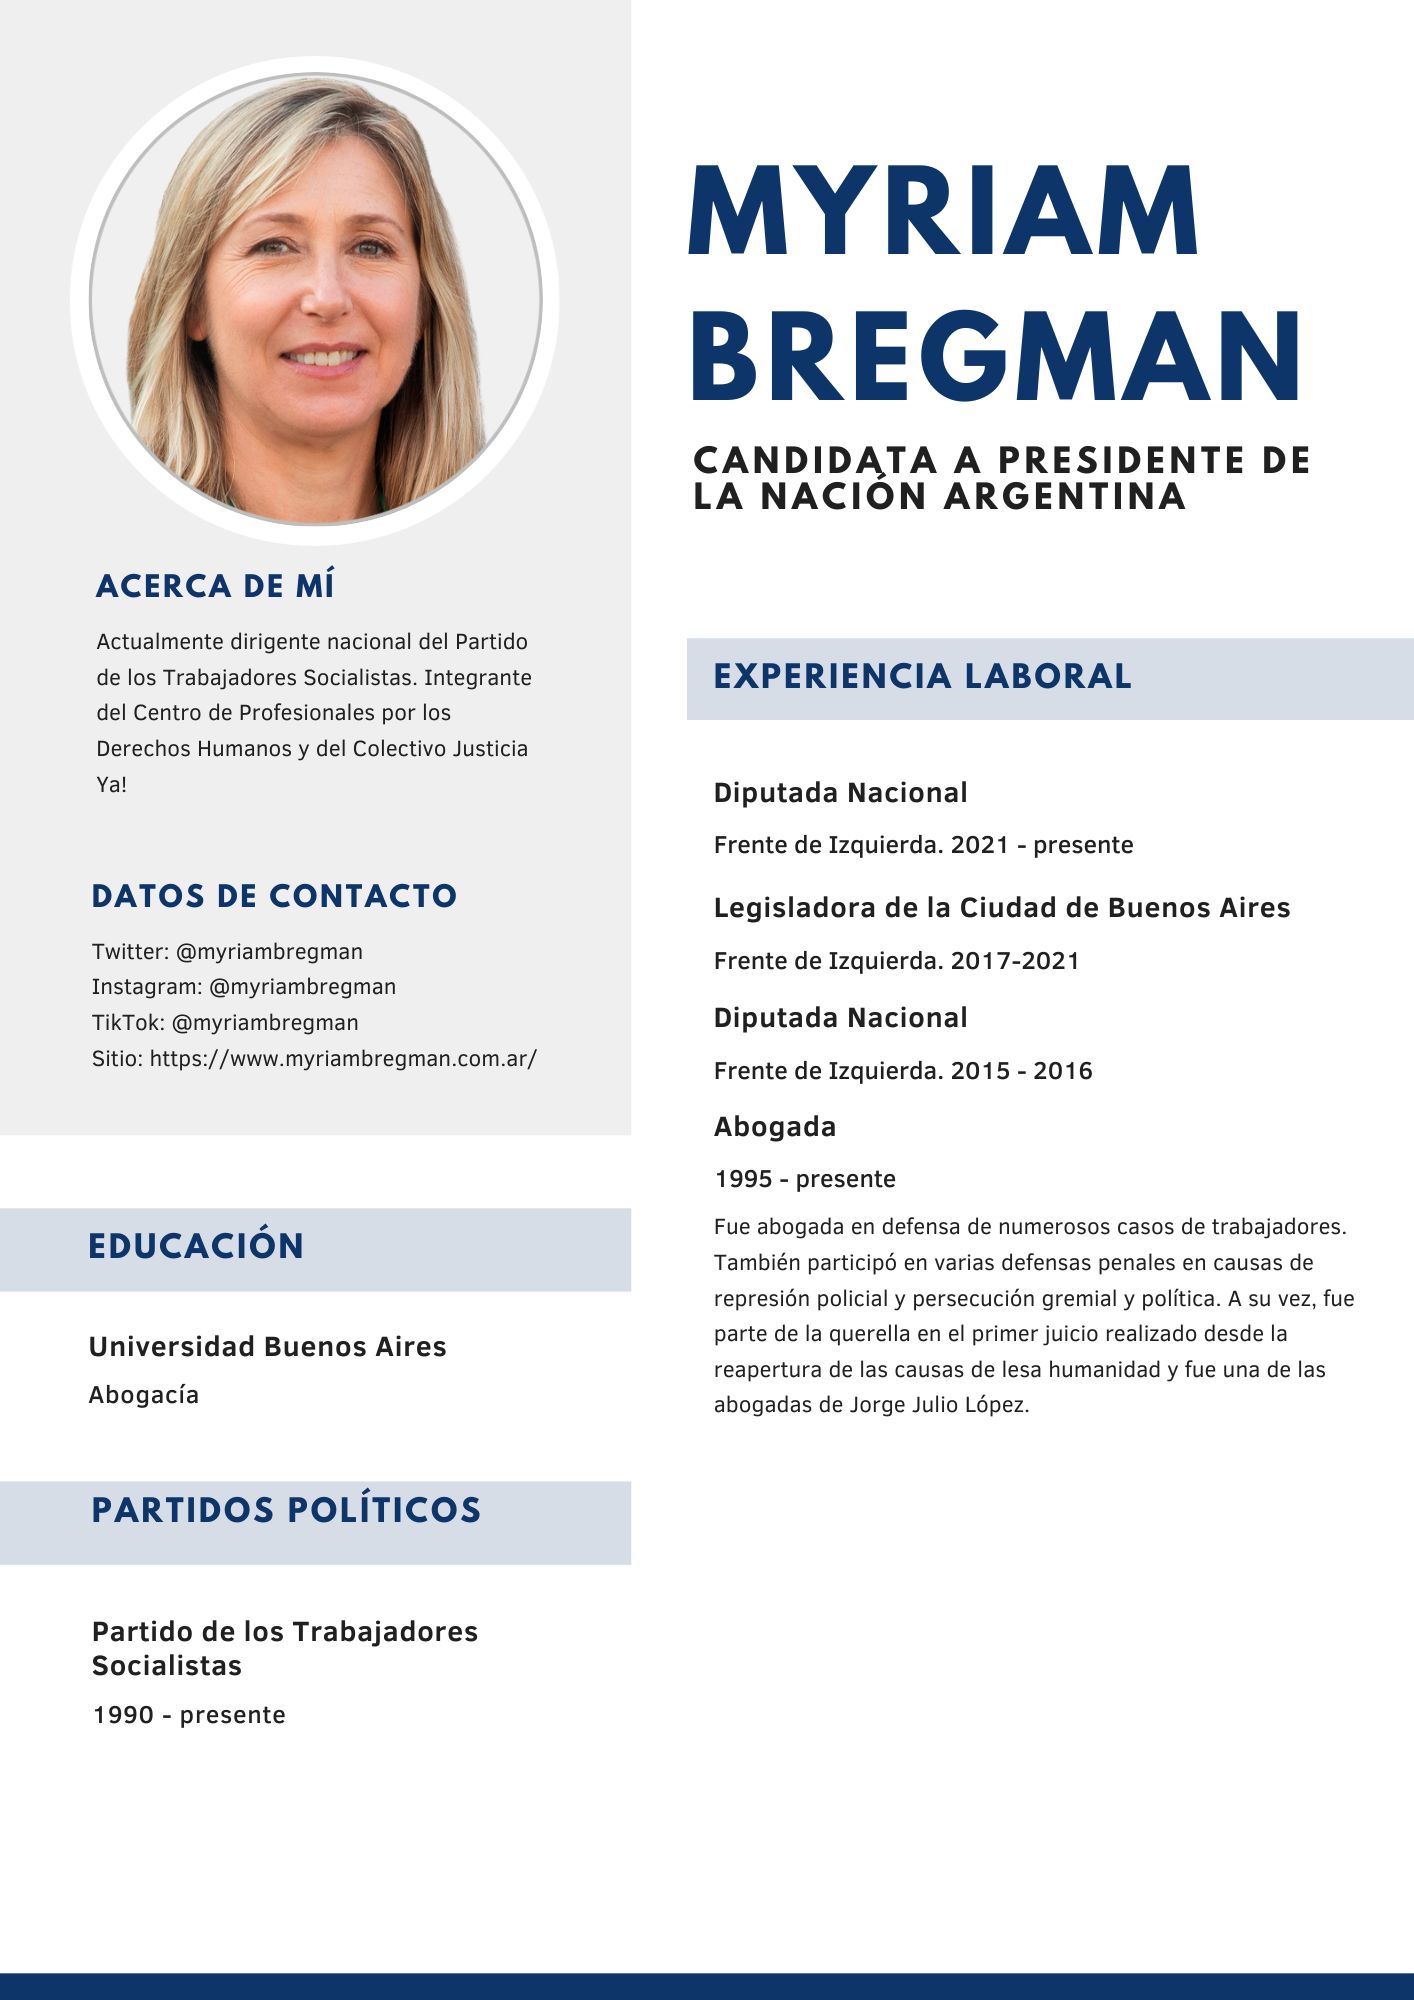 MYRIAM
BREGMAN
CANDIDATA A PRESIDENTE DE
LA NACIÓN ARGENTINA
ACERCA DE MÍ
Actualmente dirigente nacional del Partido
de los Trabajadores Socialistas. Integrante
del Centro de Profesionales por los
Derechos Humanos y del Colectivo Justicia
Ya!
DATOS DE CONTACTO
Twitter: @myriambregman
Instagram: @myriambregman
TikTok: @myriambregman
Sitio: https://www.myriambregman.com.ar/
EDUCACIÓN
Universidad Buenos Aires
Abogacía
PARTIDOS POLÍTICOS
Partido de los Trabajadores
Socialistas
1990 - presente
EXPERIENCIA LABORAL
Diputada Nacional
Frente de Izquierda. 2021 - presente
Legisladora de la Ciudad de Buenos Aires
Frente de Izquierda. 2017-2021
Diputada Nacional
Frente de Izquierda. 2015 - 2016
Abogada
1995 - presente
Fue abogada en defensa de numerosos casos de trabajadores.
También participó en varias defensas penales en causas de
represión policial y persecución gremial y política. A su vez, fue
parte de la querella en el primer juicio realizado desde la
reapertura de las causas de lesa humanidad y fue una de las
abogadas de Jorge Julio López.